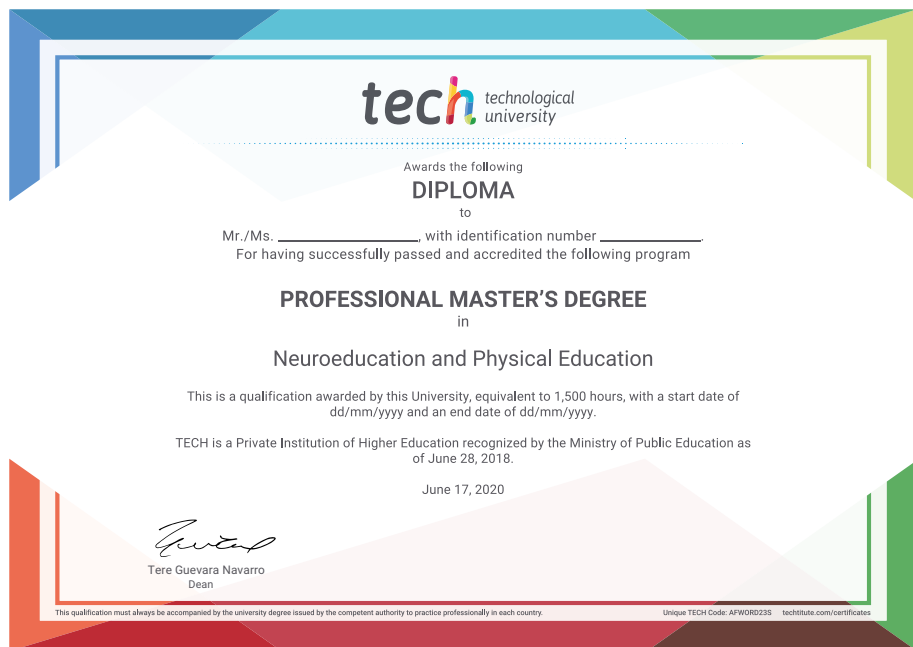 tech technological
university
Awards the following
DIPLOMA
to
Mr./Ms. ____________________, with identification number ______________.
For having successfully passed and accredited the following program
PROFESSIONAL MASTER'S DEGREE
in
Neuroeducation and Physical Education
This is a qualification awarded by this University, equivalent to 1,500 hours, with a start date of
dd/mm/yyyy and an end date of dd/mm/yyyy.
TECH is a Private Institution of Higher Education recognized by the Ministry of Public Education as
of June 28, 2018.
June 17, 2020
Tere Guevara Navarro
Dean
This qualification must always be accompanied by the university degree issued by the competent authority to practice professionally in each country. Unique TECH Code: AFWORD23S techtitute.com/certificates